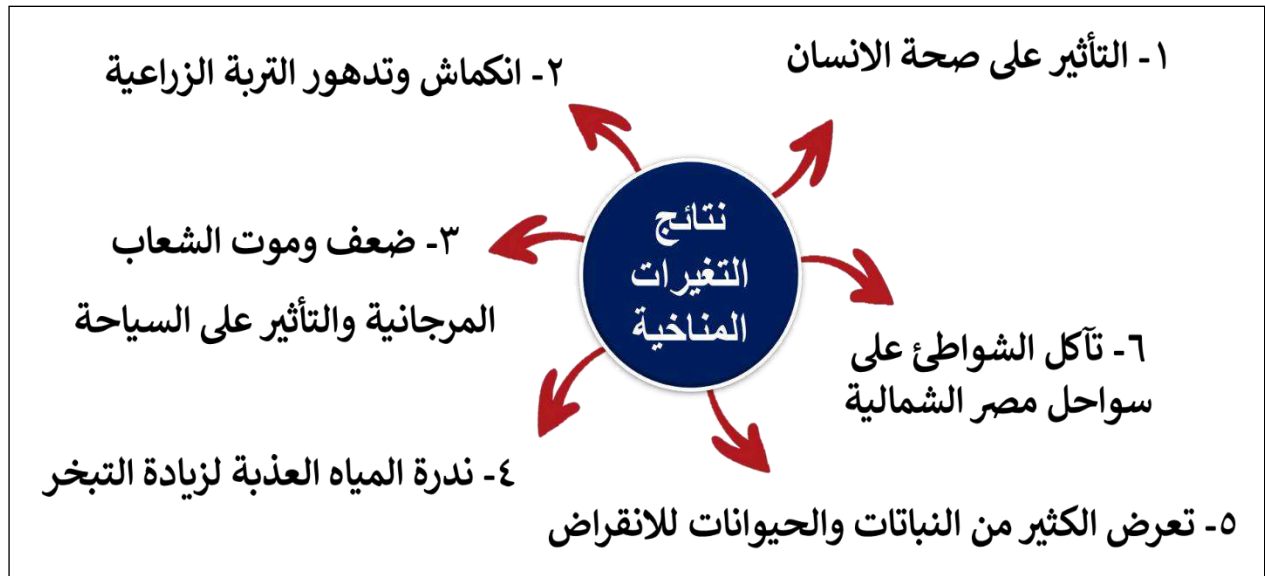 ١- التأثير على صحة الانسان
٢- انكماش وتدهور التربة الزراعية
نتائج
التغيرات
المناخية
٣- ضعف وموت الشعاب
المرجانية والتأثير على السياحة
٦- تآكل الشواطئ على
سواحل مصر الشمالية
٤- ندرة المياه العذبة لزيادة التبخر
٥- تعرض الكثير من النباتات والحيوانات للانقراض